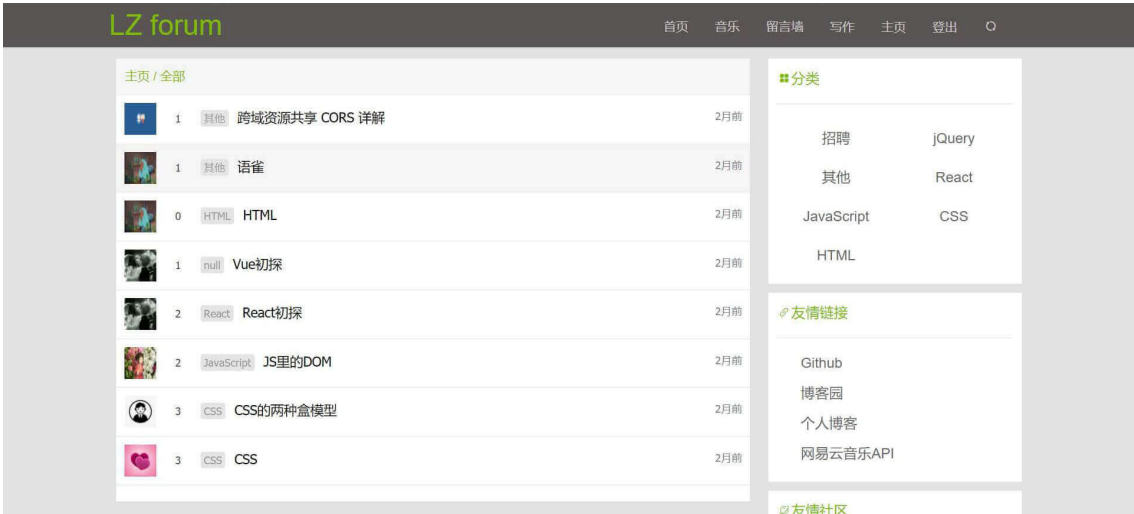 LZ forum
首页 音乐 留言墙 写作 主页 登出
主页 / 全部
1 其他 跨域资源共享 CORS 详解 2月前
1 其他 语雀 2月前
0 HTML HTML 2月前
1 null Vue初探 2月前
2 React React初探 2月前
2 JavaScript JS里的DOM 2月前
3 CSS CSS的两种盒模型 2月前
3 CSS CSS 2月前
分类
招聘 jQuery
其他 React
JavaScript CSS
HTML
友情链接
Github
博客园
个人博客
网易云音乐API
友情社区